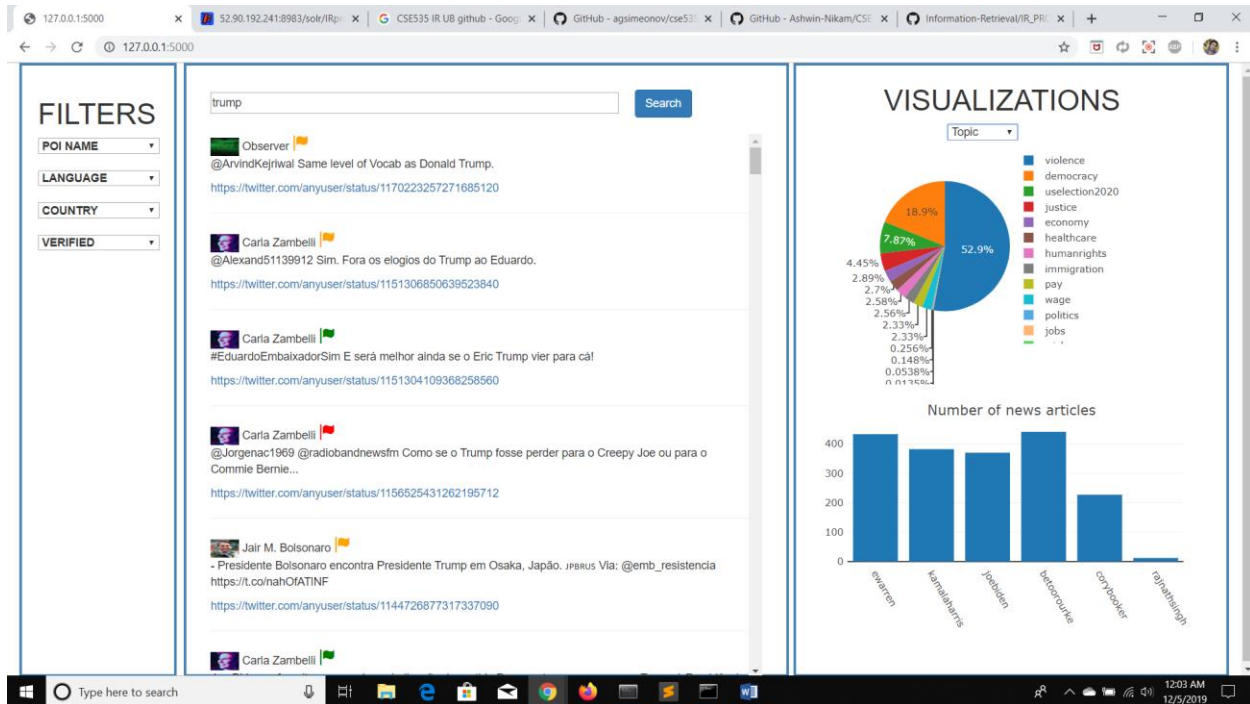 127.0.0.1:5000
52.90.192.241:8983/solr/IRpr
CSE535 IR UB github - Goog
GitHub - agsimeonov/cse535
GitHub - Ashwin-Nikam/CSE
Information-Retrieval/IR_PRO
127.0.0.1:5000
FILTERS
POI NAME
LANGUAGE
COUNTRY
VERIFIED
trump
Search
Observer
@ArvindKejriwal Same level of Vocab as Donald Trump.
https://twitter.com/anyuser/status/1170223257271685120
Carla Zambelli
@Alexand51139912 Sim. Fora os elogios do Trump ao Eduardo.
https://twitter.com/anyuser/status/1151306850639523840
Carla Zambelli
#EduardoEmbaixadorSim E será melhor ainda se o Eric Trump vier para cá!
https://twitter.com/anyuser/status/1151304109368258560
Carla Zambelli
@Jorgenac1969 @radiobandnewsfm Como se o Trump fosse perder para o Creepy Joe ou para o
Commie Bernie...
https://twitter.com/anyuser/status/1156525431262195712
Jair M. Bolsonaro
- Presidente Bolsonaro encontra Presidente Trump em Osaka, Japão. JPBRUS Via: @emb_resistencia
https://t.co/nahOfATlNF
https://twitter.com/anyuser/status/1144726877317337090
Carla Zambelli
VISUALIZATIONS
Topic
violence
democracy
uselection2020
justice
economy
healthcare
humanrights
immigration
pay
wage
politics
jobs
52.9%
18.9%
7.87%
4.45%
2.89%
2.7%
2.58%
2.56%
2.33%
2.33%
0.256%
0.148%
0.0538%
0.0135%
Number of news articles
400
300
200
100
0
ewarren
kamalaharris
joebiden
betoorourke
corybooker
rajnathsingh
Type here to search
12:03 AM
12/5/2019